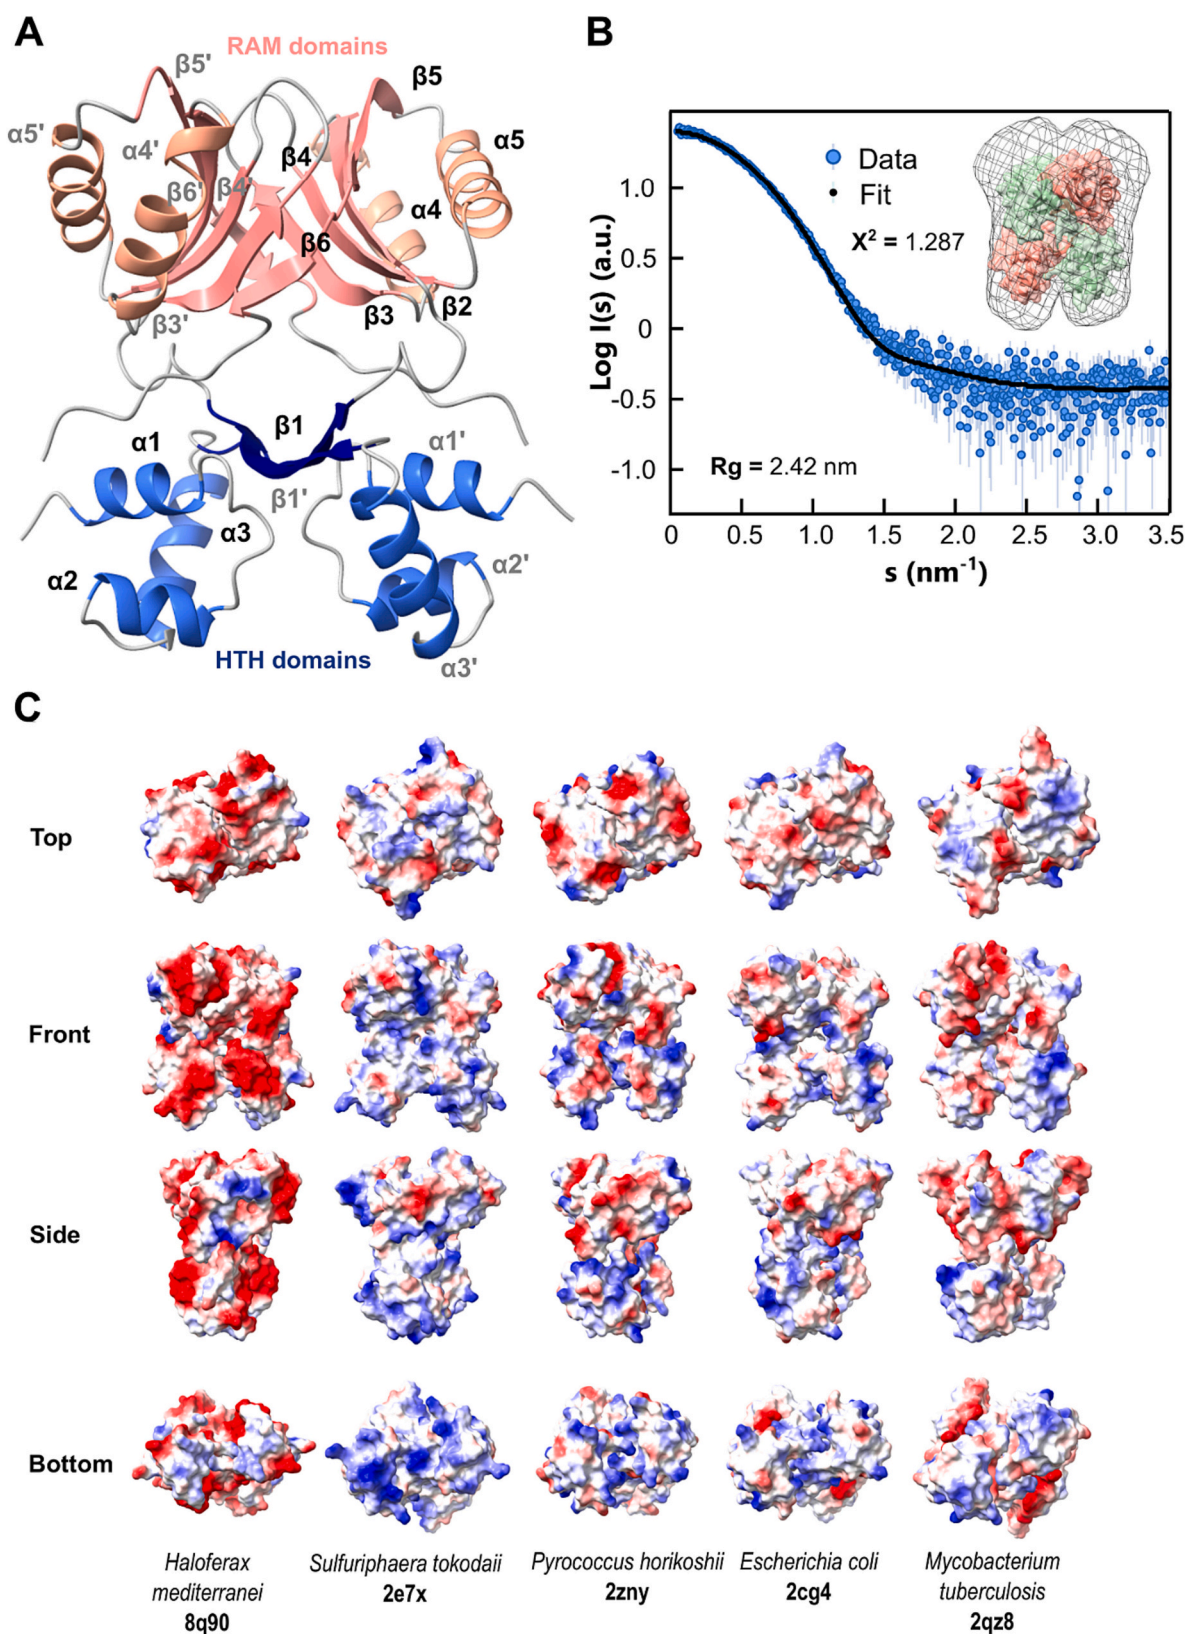 A
RAM domains
β5'
β5
α5'
α4'
β4
α5
β6'
β4'
α4
β6
β3'
β3
β2
α1
β1
α1'
β1'
α3
α2
α2'
HTH domains
α3'
B
Data
Fit
X² = 1.287
Rg = 2.42 nm
Log I(s) (a.u.)
1.0
0.5
0
-0.5
-1.0
0 0.5 1.0 1.5 2.0 2.5 3.0 3.5
s (nm⁻¹)
C
Top
Front
Side
Bottom
Haloferax
mediterranei
8q90
Sulfuriphaera tokodaii
2e7x
Pyrococcus horikoshii
2zny
Escherichia coli
2cg4
Mycobacterium
tuberculosis
2qz8